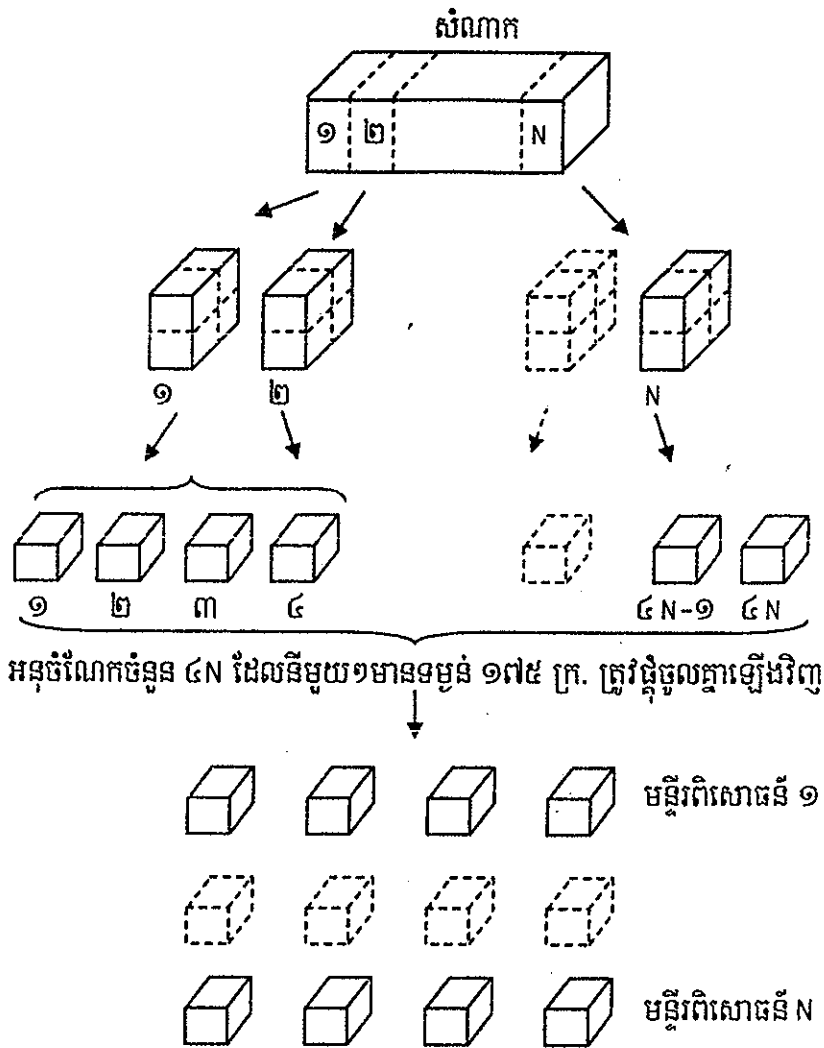 សំណាក
១ ២ N
១ ២ N
១ ២ ៣ ៤ ៤N-១ ៤N
អនុចំណែកចំនួន ៤N ដែលនីមួយៗមានទម្ងន់ ១៧៥ ក្រ. ត្រូវផ្គុំចូលគ្នាឡើងវិញ
មន្ទីរពិសោធន៍ ១
មន្ទីរពិសោធន៍ N